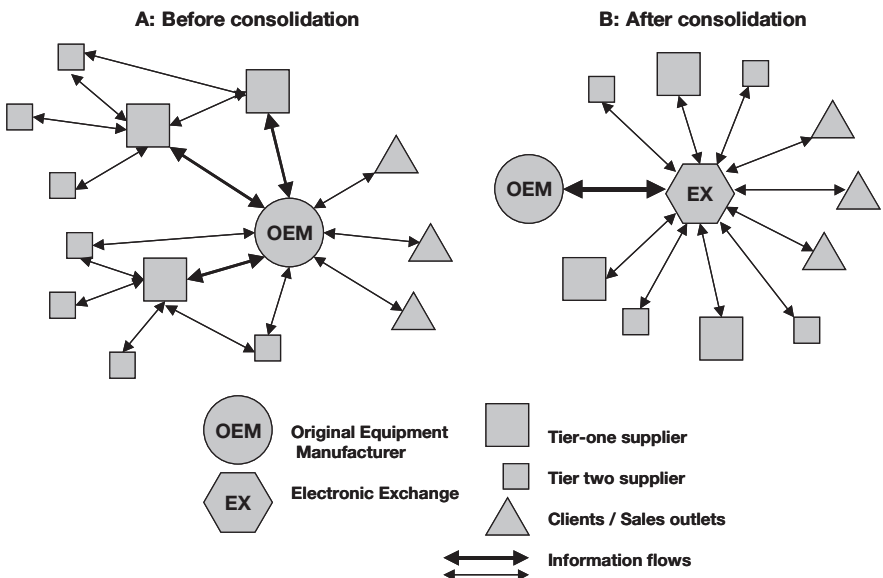 A: Before consolidation
B: After consolidation
OEM
OEM
EX
OEM
Original Equipment
Manufacturer
EX
Electronic Exchange
Tier-one supplier
Tier two supplier
Clients / Sales outlets
Information flows